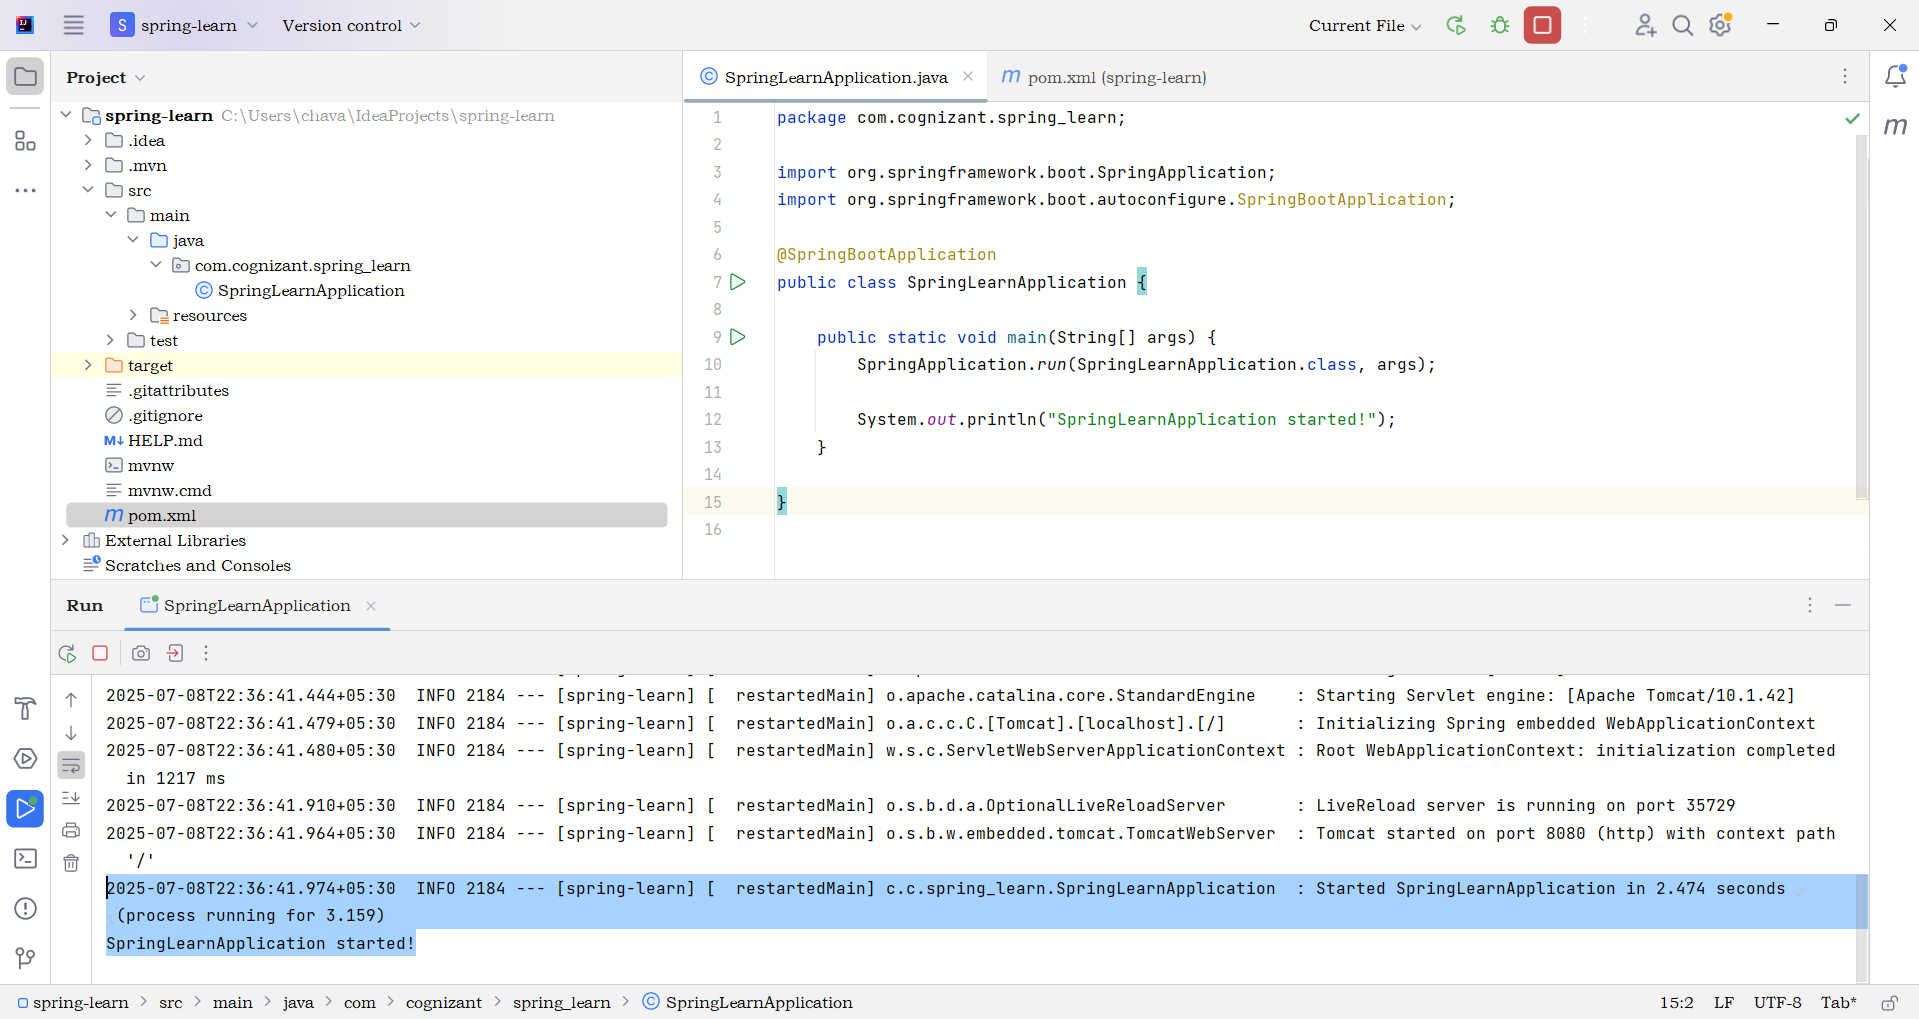 S spring-learn Version control Current File
Project
spring-learn C:\Users\chava\IdeaProjects\spring-learn
.idea
.mvn
src
main
java
com.cognizant.spring_learn
SpringLearnApplication
resources
test
target
.gitattributes
.gitignore
M↓ HELP.md
mvnw
mvnw.cmd
m pom.xml
External Libraries
Scratches and Consoles
SpringLearnApplication.java m pom.xml (spring-learn)
m
1 package com.cognizant.spring_learn;
2
3 import org.springframework.boot.SpringApplication;
4 import org.springframework.boot.autoconfigure.SpringBootApplication;
5
6 @SpringBootApplication
7 public class SpringLearnApplication {
8
9 public static void main(String[] args) {
10 SpringApplication.run(SpringLearnApplication.class, args);
11
12 System.out.println("SpringLearnApplication started!");
13 }
14
15 }
16
Run SpringLearnApplication
2025-07-08T22:36:41.444+05:30  INFO 2184 --- [spring-learn] [  restartedMain] o.apache.catalina.core.StandardEngine    : Starting Servlet engine: [Apache Tomcat/10.1.42]
2025-07-08T22:36:41.479+05:30  INFO 2184 --- [spring-learn] [  restartedMain] o.a.c.c.C.[Tomcat].[localhost].[/]       : Initializing Spring embedded WebApplicationContext
2025-07-08T22:36:41.480+05:30  INFO 2184 --- [spring-learn] [  restartedMain] w.s.c.ServletWebServerApplicationContext : Root WebApplicationContext: initialization completed
in 1217 ms
2025-07-08T22:36:41.910+05:30  INFO 2184 --- [spring-learn] [  restartedMain] o.s.b.d.a.OptionalLiveReloadServer       : LiveReload server is running on port 35729
2025-07-08T22:36:41.964+05:30  INFO 2184 --- [spring-learn] [  restartedMain] o.s.b.w.embedded.tomcat.TomcatWebServer  : Tomcat started on port 8080 (http) with context path
'/'
2025-07-08T22:36:41.974+05:30  INFO 2184 --- [spring-learn] [  restartedMain] c.c.spring_learn.SpringLearnApplication  : Started SpringLearnApplication in 2.474 seconds
(process running for 3.159)
SpringLearnApplication started!
spring-learn > src > main > java > com > cognizant > spring_learn > SpringLearnApplication 15:2 LF UTF-8 Tab*